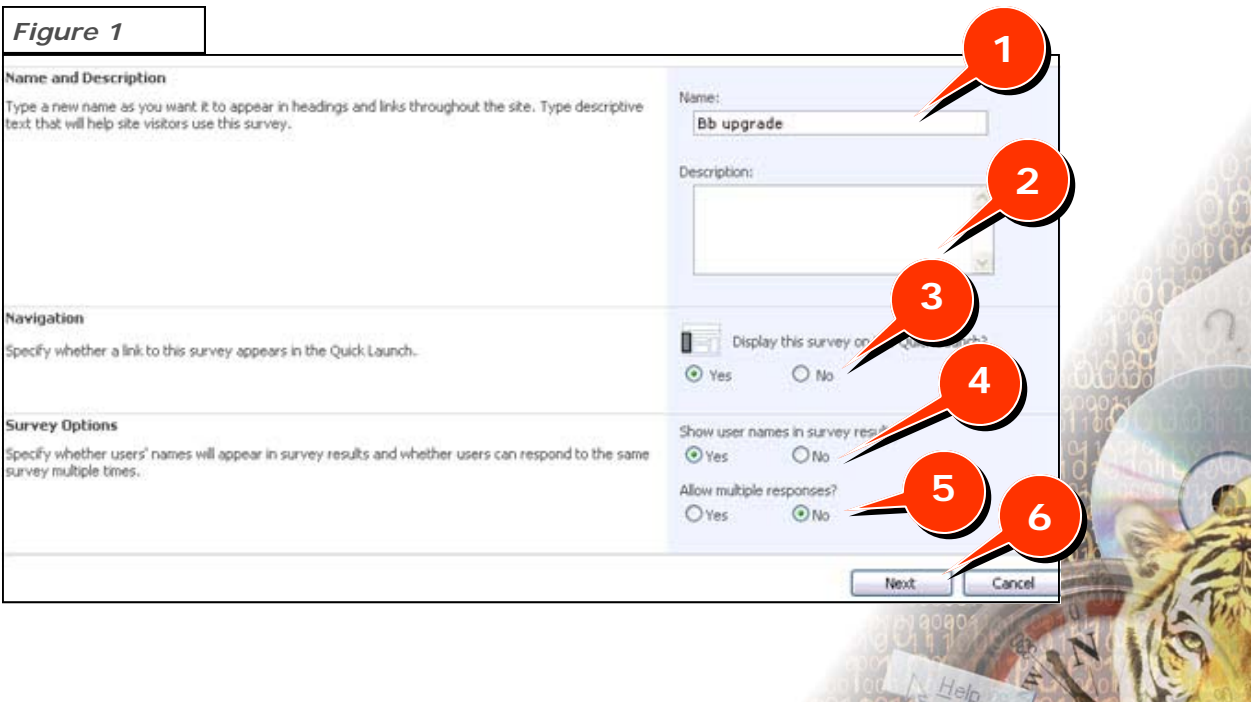 Figure 1
Name and Description
Type a new name as you want it to appear in headings and links throughout the site. Type descriptive
text that will help site visitors use this survey.
Name:
Bb upgrade
1
Description:
2
Navigation
Specify whether a link to this survey appears in the Quick Launch.
Display this survey on
3
Yes
No
Survey Options
Specify whether users' names will appear in survey results and whether users can respond to the same
survey multiple times.
Show user names in survey
4
Yes
No
Allow multiple responses?
5
Yes
No
6
Next
Cancel
N
W
Help